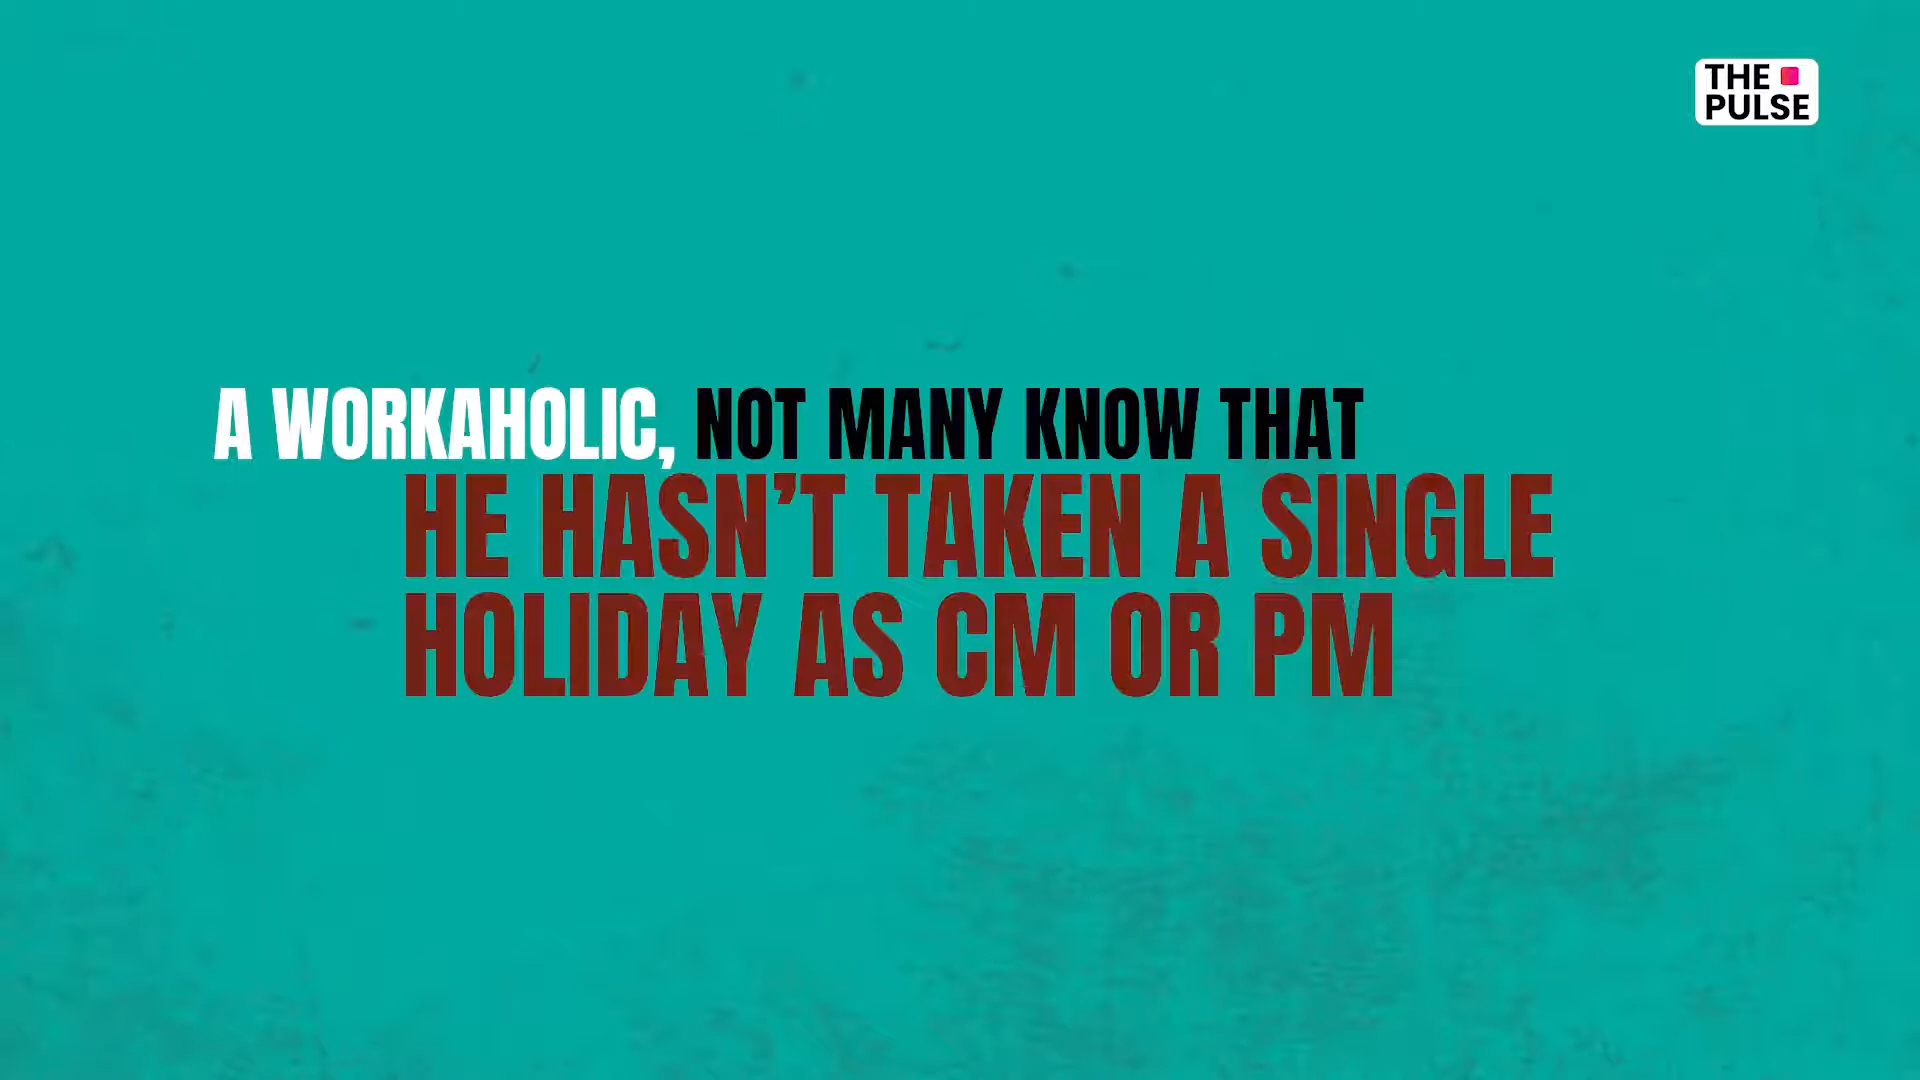 THE
PULSE
A WORKAHOLIC, NOT MANY KNOW THAT
HE HASN’T TAKEN A SINGLE
HOLIDAY AS CM OR PM